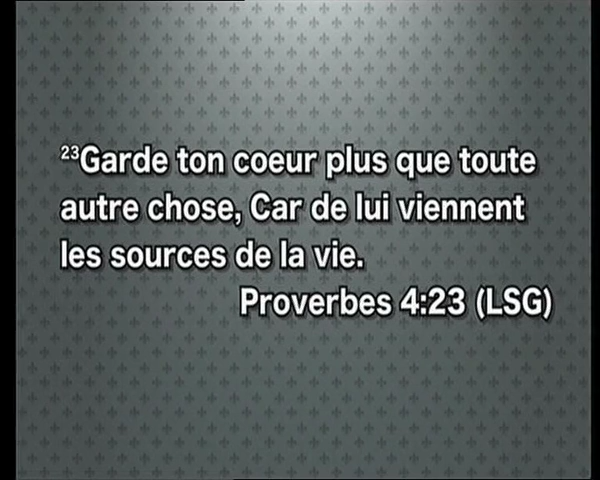 ²³Garde ton coeur plus que toute
autre chose, Car de lui viennent
les sources de la vie.
Proverbes 4:23 (LSG)